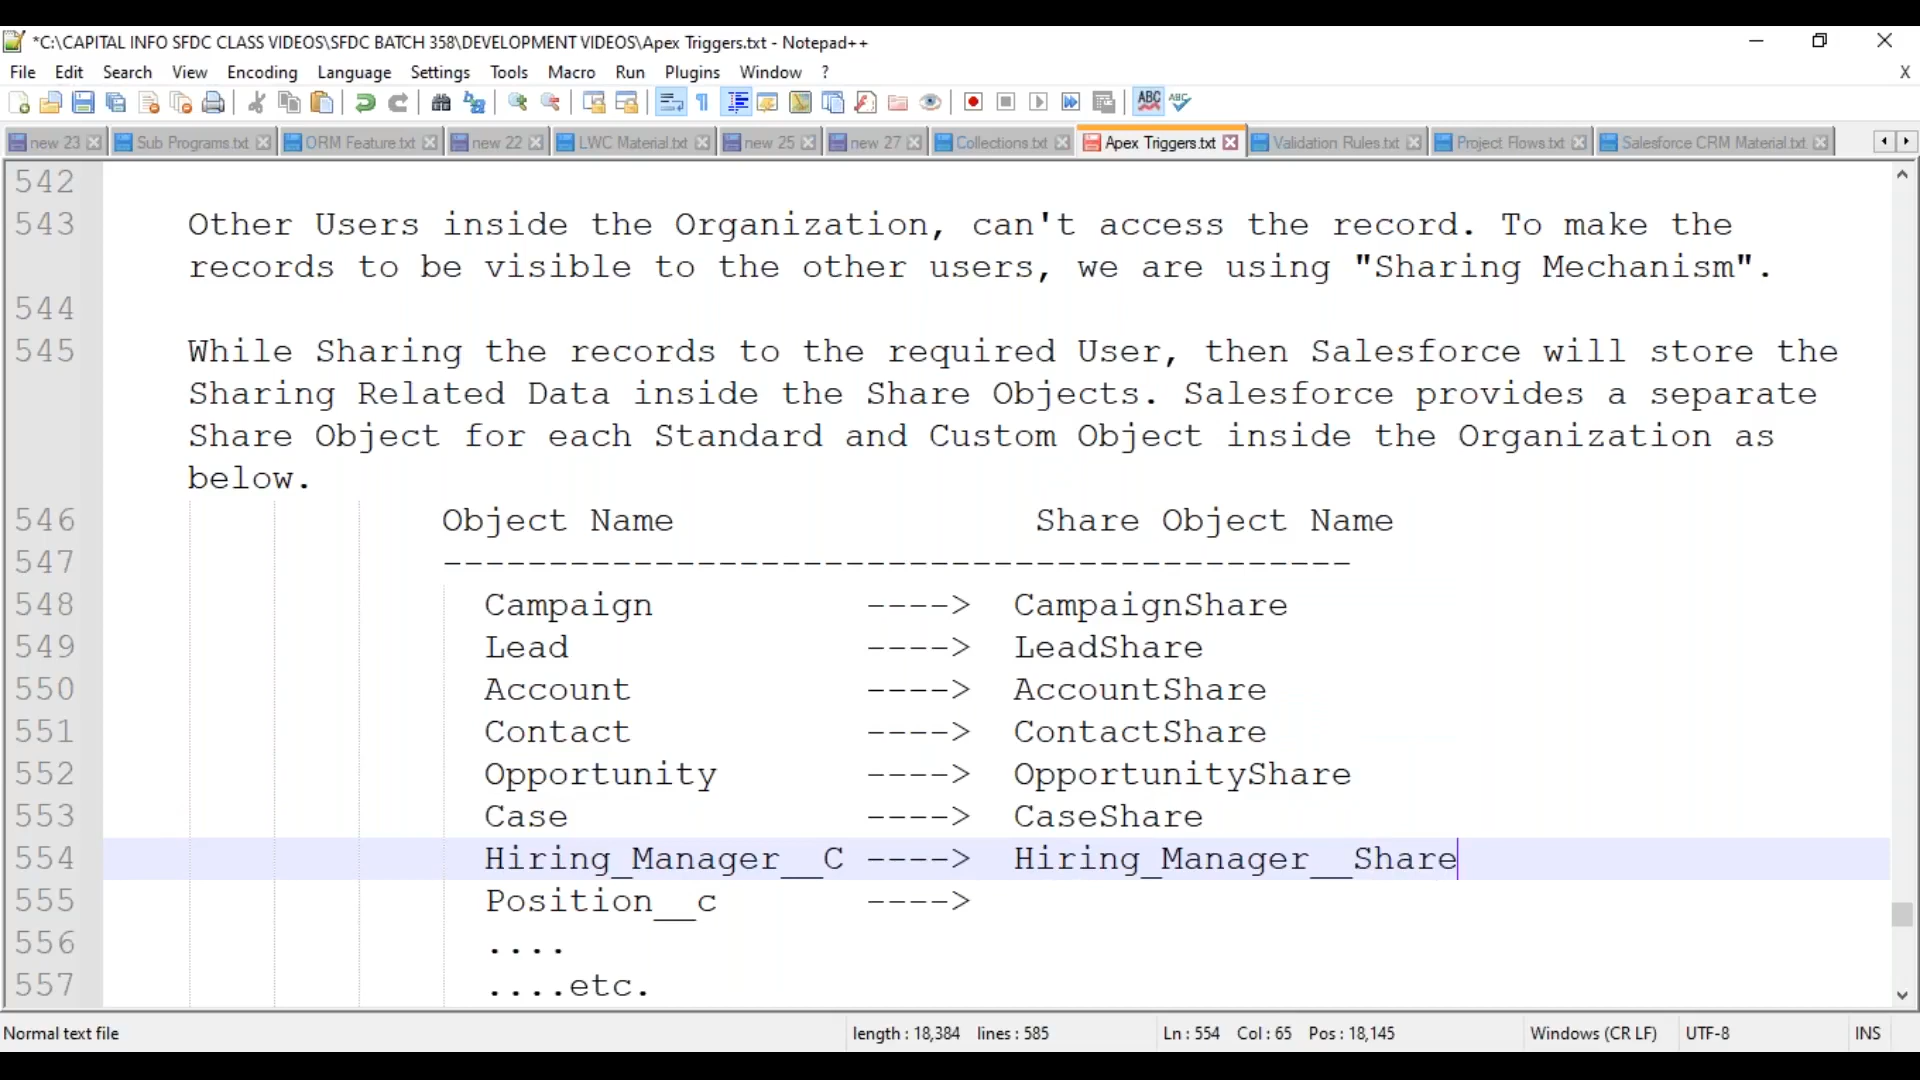 *C:\CAPITAL INFO SFDC CLASS VIDEOS\SFDC BATCH 358\DEVELOPMENT VIDEOS\Apex Triggers.txt - Notepad++
File Edit Search View Encoding Language Settings Tools Macro Run Plugins Window ? X
new 23 Sub Programs.txt ORM Feature.txt new 22 LWC Material.txt new 25 new 27 Collections.txt Apex Triggers.txt Validation Rules.txt Project Flows.txt Salesforce CRM Material.txt
542
543 Other Users inside the Organization, can't access the record. To make the
records to be visible to the other users, we are using "Sharing Mechanism".
544
545 While Sharing the records to the required User, then Salesforce will store the
Sharing Related Data inside the Share Objects. Salesforce provides a separate
Share Object for each Standard and Custom Object inside the Organization as
below.
546 Object Name Share Object Name
547 -------------------------------------------
548 Campaign ----> CampaignShare
549 Lead ----> LeadShare
550 Account ----> AccountShare
551 Contact ----> ContactShare
552 Opportunity ----> OpportunityShare
553 Case ----> CaseShare
554 Hiring_Manager__C ----> Hiring_Manager__Share
555 Position__c ---->
556 ....
557 ....etc.
Normal text file length : 18,384 lines : 585 Ln : 554 Col : 65 Pos : 18,145 Windows (CR LF) UTF-8 INS